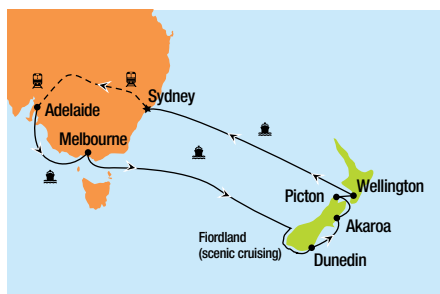 Sydney
Adelaide
Melbourne
Picton
Wellington
Akaroa
Fiordland
(scenic cruising)
Dunedin